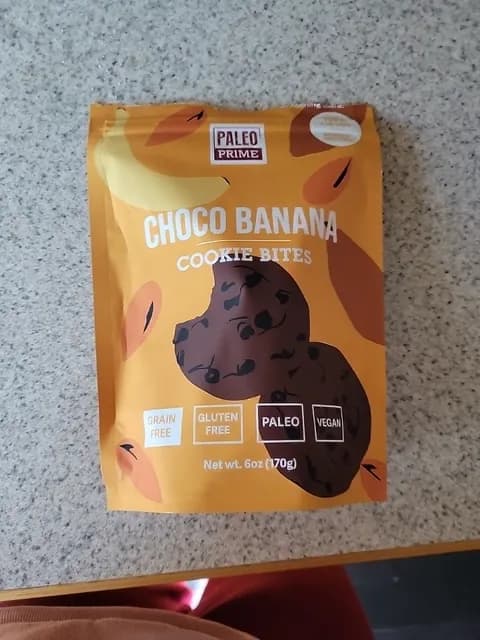 PALEO
PRIME
CHOCO BANANA
COOKIE BITES
GRAIN
FREE
GLUTEN
FREE
PALEO
VEGAN
Net wt. 6oz (170g)